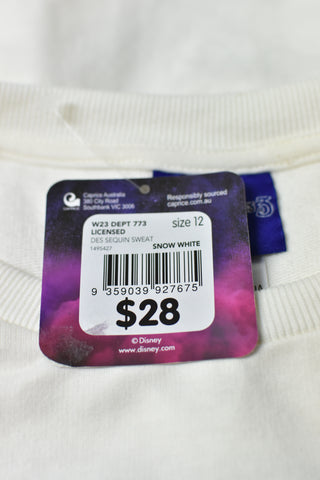 CAPRICE
Caprice Australia
380 City Road
Southbank VIC 3006
Responsibly sourced
caprice.com.au
W23 DEPT 773
LICENSED
DES SEQUIN SWEAT
1495427
size 12
SNOW WHITE
9 359039 927675
$28
© Disney
www.disney.com